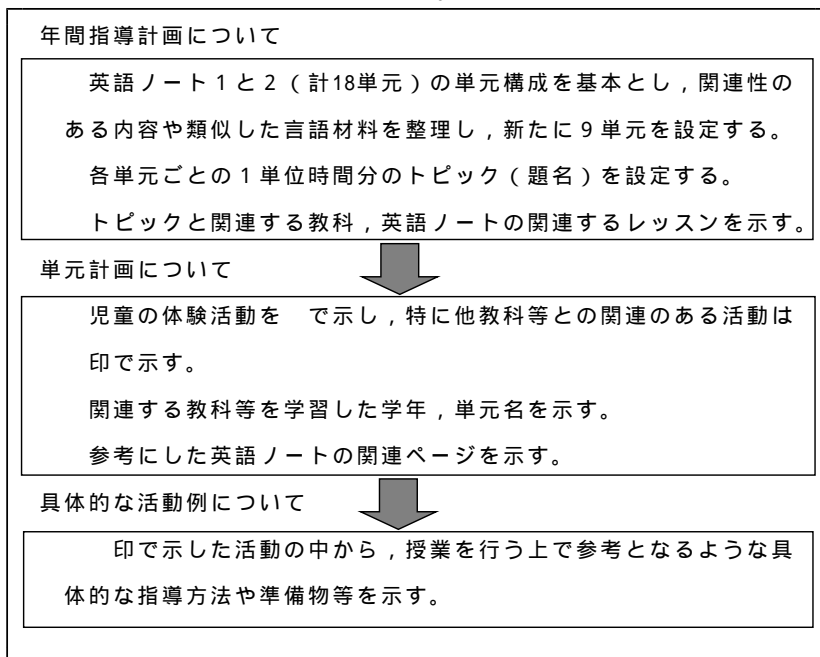 年間指導計画について
英語ノート1と2(計18単元)の単元構成を基本とし,関連性の
ある内容や類似した言語材料を整理し,新たに9単元を設定する。
各単元ごとの1単位時間分のトピック(題名)を設定する。
トピックと関連する教科,英語ノートの関連するレッスンを示す。
単元計画について
児童の体験活動を　で示し,特に他教科等との関連のある活動は
印で示す。
関連する教科等を学習した学年,単元名を示す。
参考にした英語ノートの関連ページを示す。
具体的な活動例について
印で示した活動の中から,授業を行う上で参考となるような具
体的な指導方法や準備物等を示す。